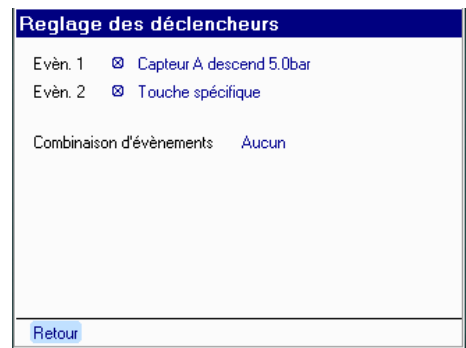 Reglage des déclencheurs
Evèn. 1 ⊠ Capteur A descend 5.0bar
Evèn. 2 ⊠ Touche spécifique
Combinaison d'évènements Aucun
Retour